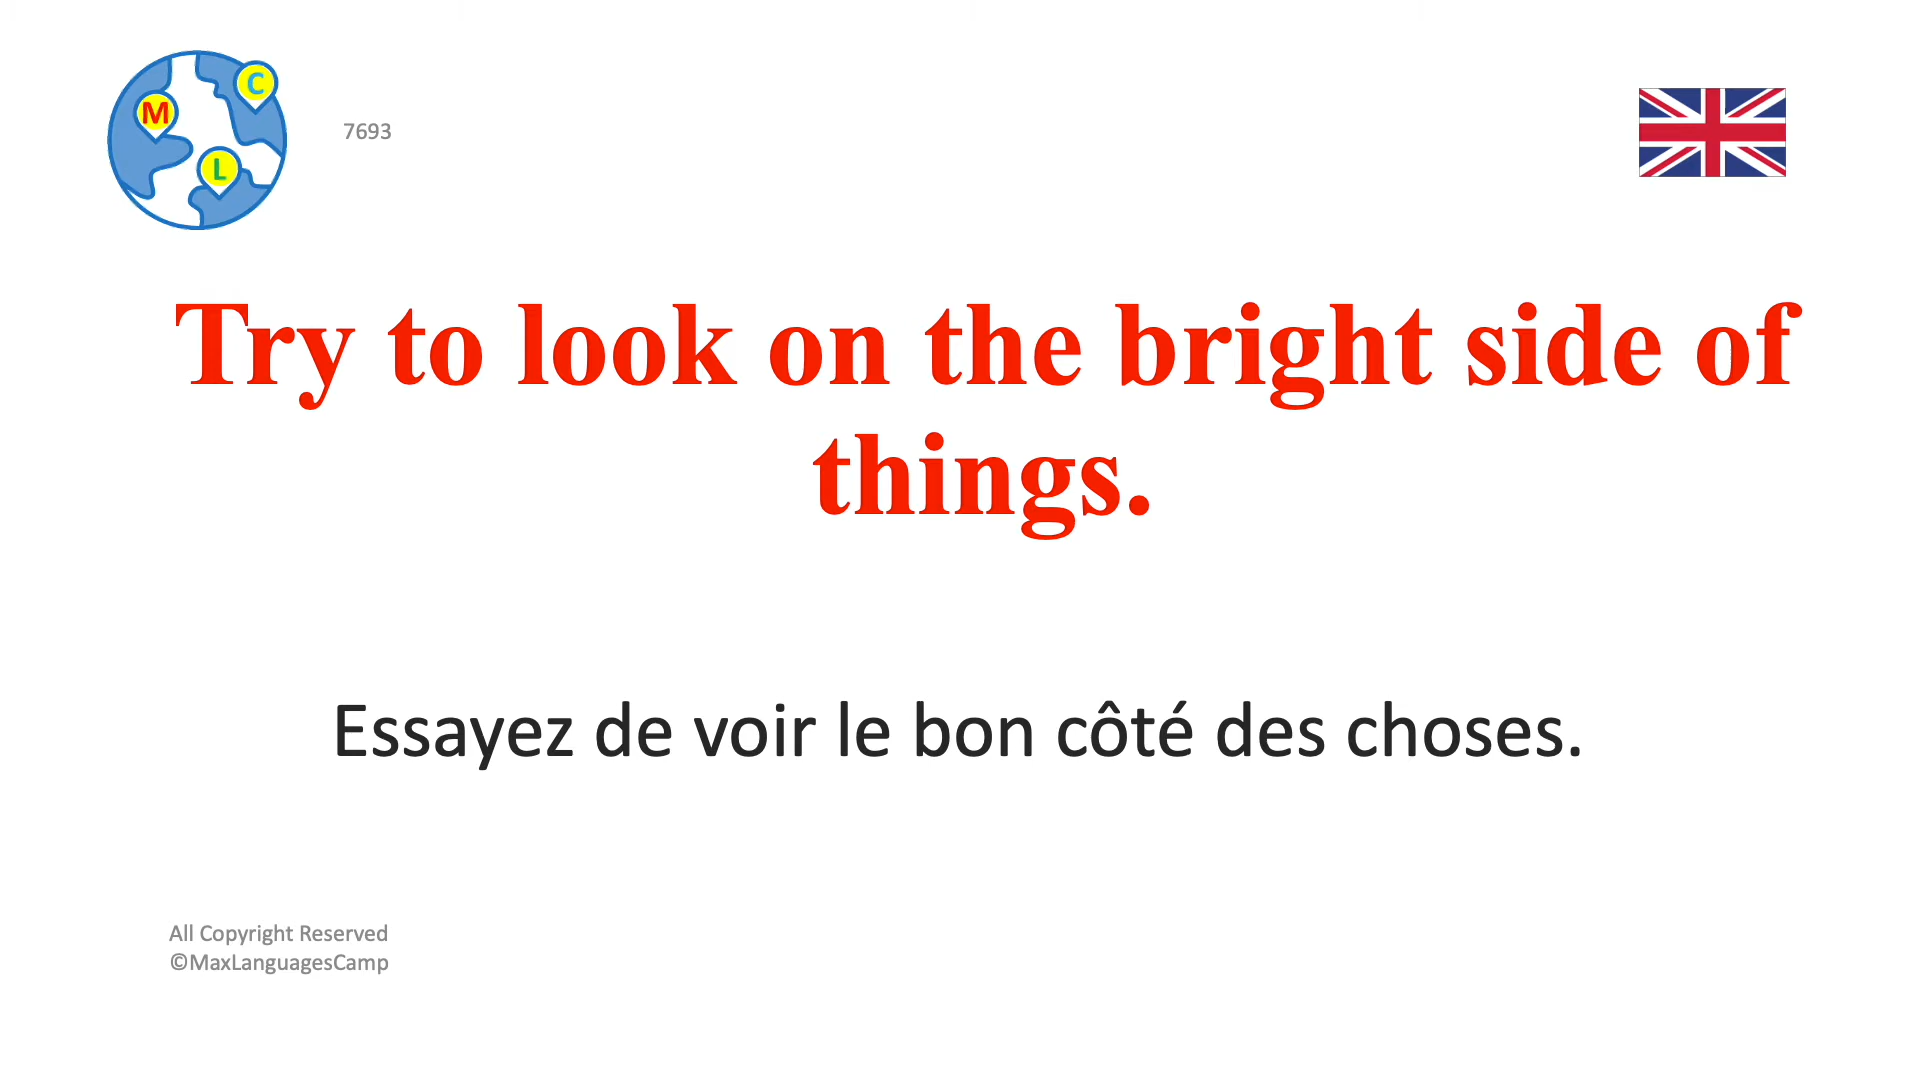 M
C
L
7693
Try to look on the bright side of
things.
Essayez de voir le bon côté des choses.
All Copyright Reserved
©MaxLanguagesCamp